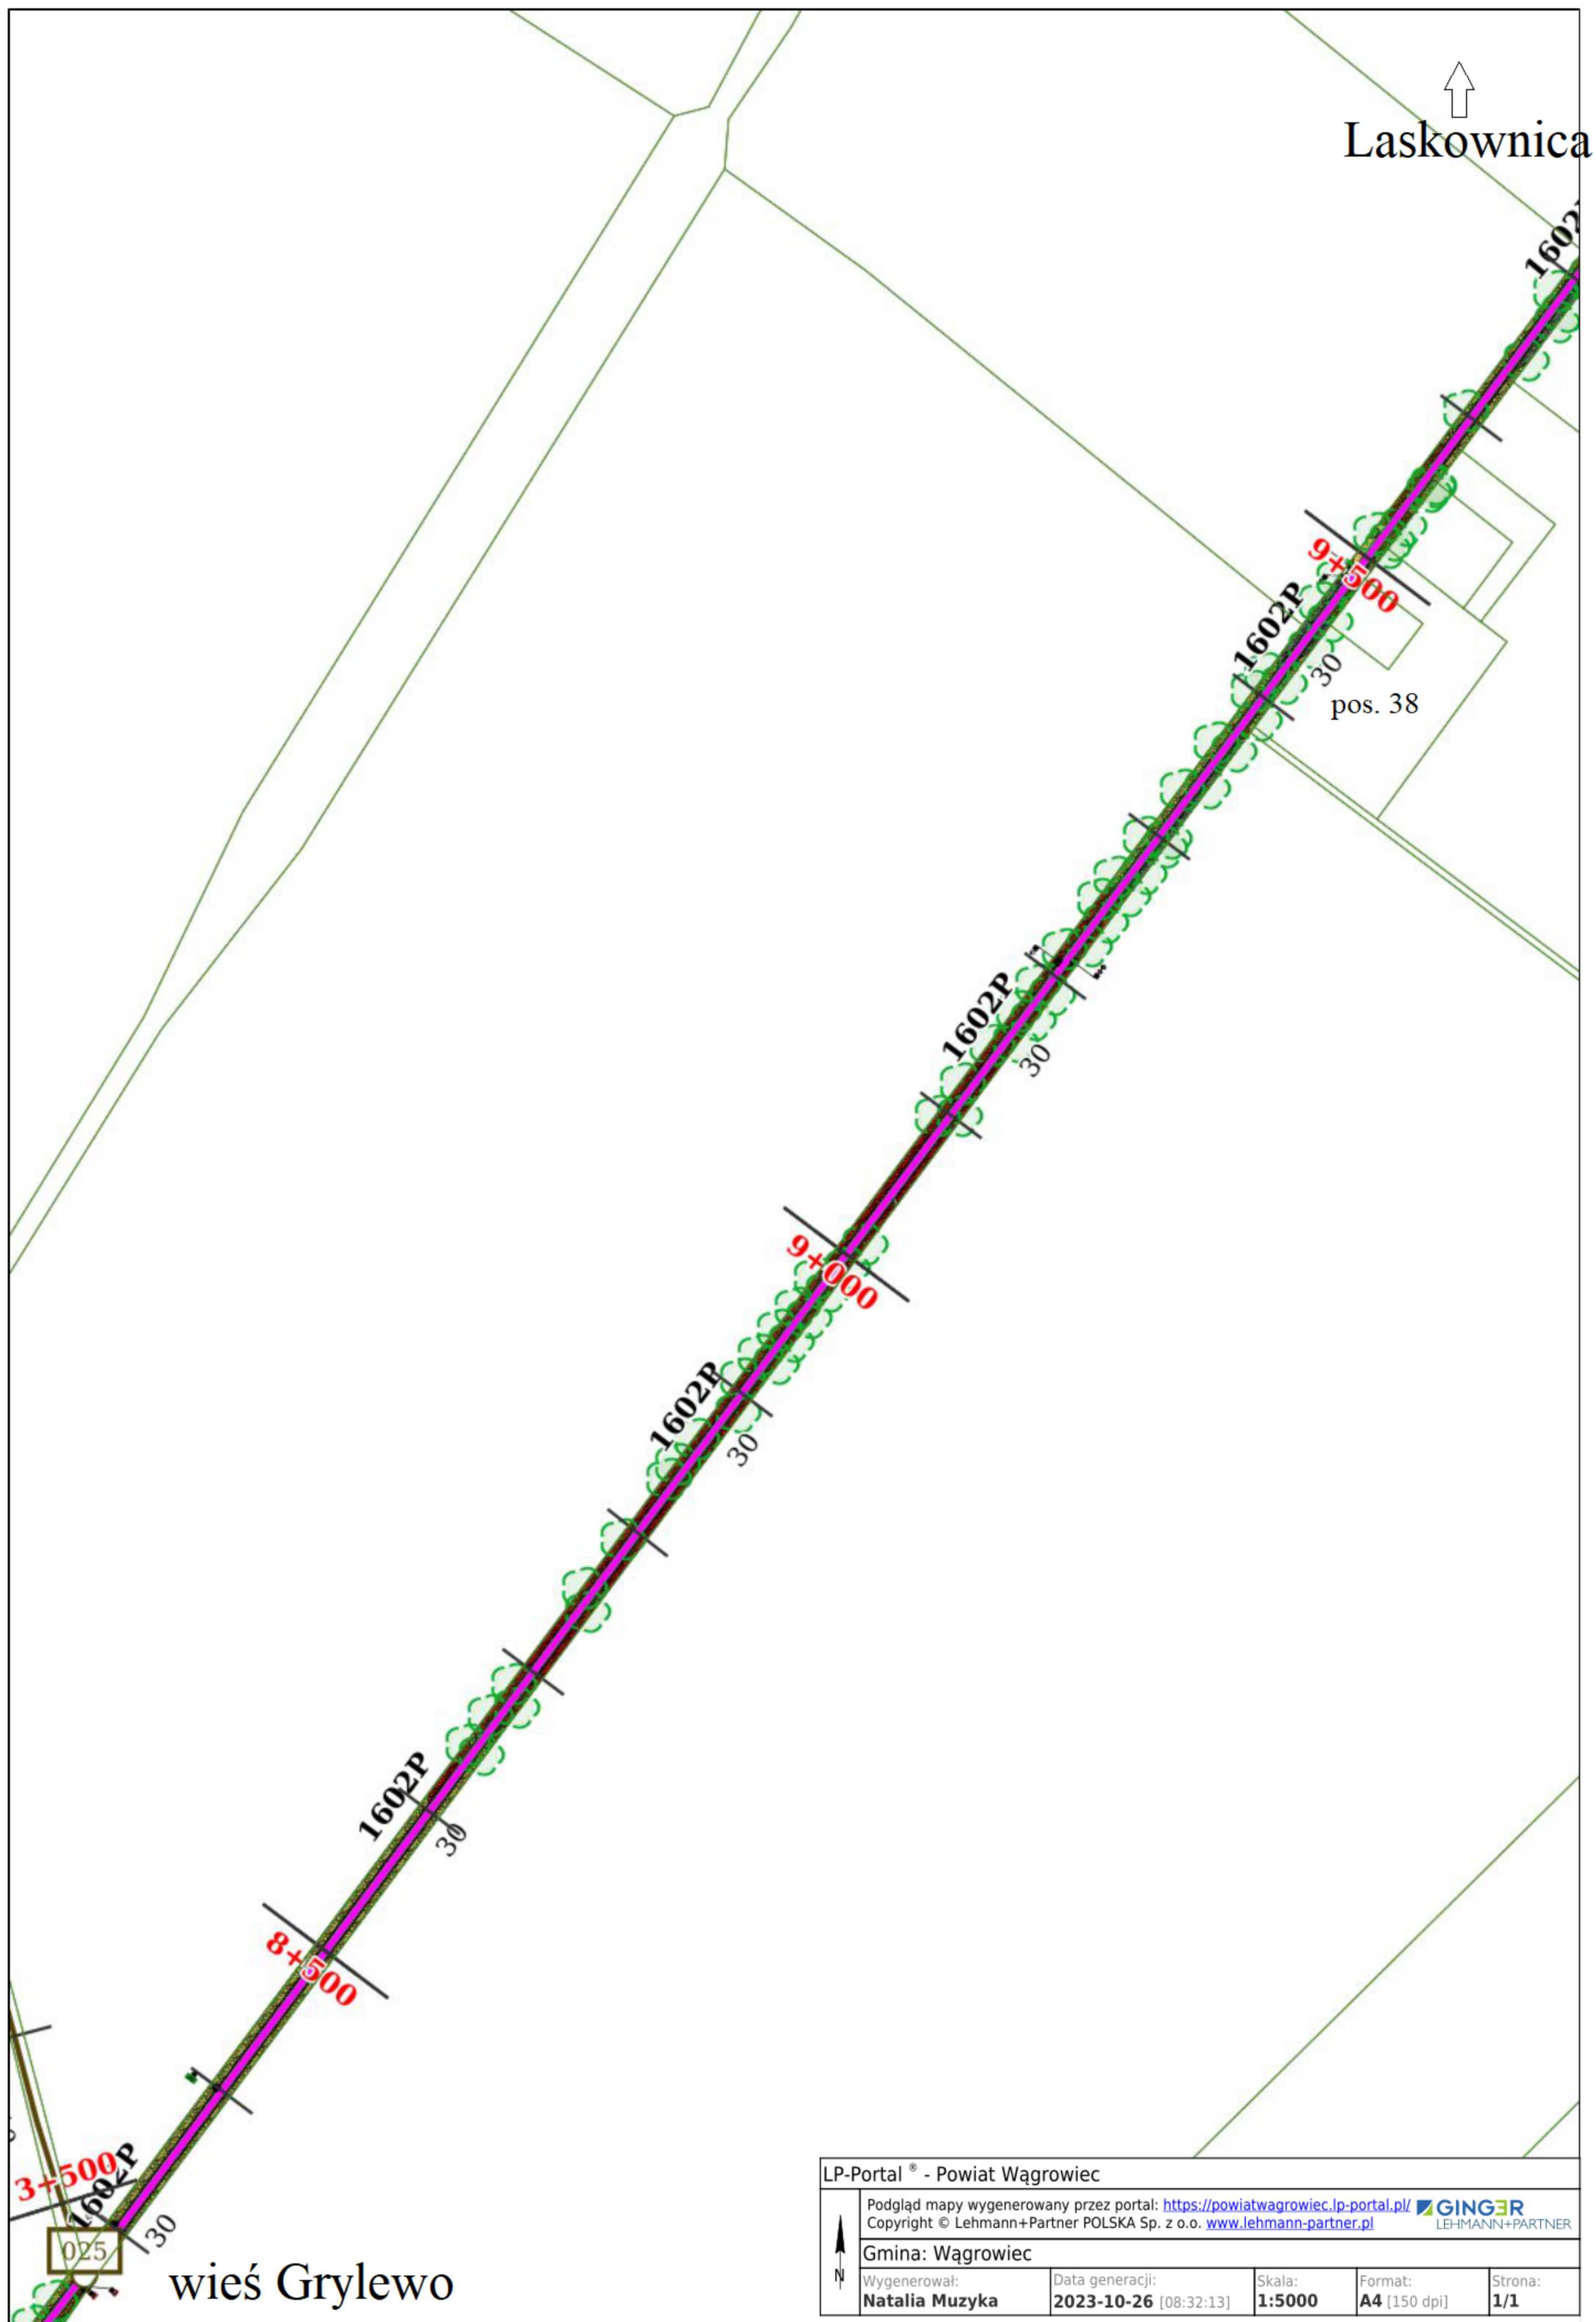 Laskownica
1602
9+500
1602P
30
pos. 38
1602P
30
9+000
1602P
30
1602P
30
8+500
3+500
1602P
30
025
wieś Grylewo
LP-Portal ® - Powiat Wągrowiec
Podgląd mapy wygenerowany przez portal: https://powiatwagrowiec.lp-portal.pl/
Copyright © Lehmann+Partner POLSKA Sp. z o.o. www.lehmann-partner.pl
GINGER
LEHMANN+PARTNER
N
Gmina: Wągrowiec
Wygenerował: Data generacji: Skala: Format: Strona:
Natalia Muzyka 2023-10-26 [08:32:13] 1:5000 A4 [150 dpi] 1/1